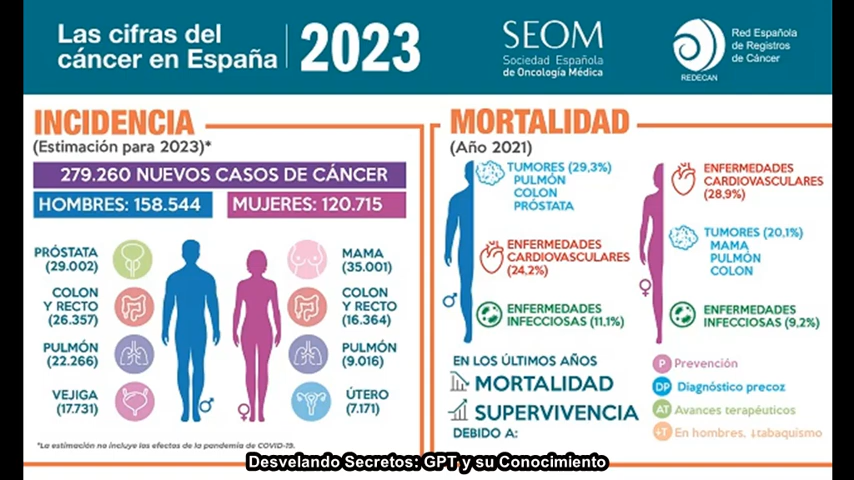 Las cifras del
cáncer en España
2023
SEOM
Sociedad Española
de Oncología Médica
REDECAN
Red Española
de Registros
de Cáncer
INCIDENCIA
(Estimación para 2023)*
279.260 NUEVOS CASOS DE CÁNCER
HOMBRES: 158.544
MUJERES: 120.715
PRÓSTATA
(29.002)
COLON
Y RECTO
(26.357)
PULMÓN
(22.266)
VEJIGA
(17.731)
MAMA
(35.001)
COLON
Y RECTO
(16.364)
PULMÓN
(9.016)
ÚTERO
(7.171)
*La estimación no incluye los efectos de la pandemia de COVID-19.
MORTALIDAD
(Año 2021)
TUMORES (29,3%)
PULMÓN
COLON
PRÓSTATA
ENFERMEDADES
CARDIOVASCULARES
(24,2%)
ENFERMEDADES
INFECCIOSAS (11,1%)
ENFERMEDADES
CARDIOVASCULARES
(28,9%)
TUMORES (20,1%)
MAMA
PULMÓN
COLON
ENFERMEDADES
INFECCIOSAS (9,2%)
EN LOS ÚLTIMOS AÑOS
MORTALIDAD
SUPERVIVENCIA
DEBIDO A:
P Prevención
DP Diagnóstico precoz
AT Avances terapéuticos
↓T En hombres, ↓tabaquismo
Desvelando Secretos: GPT y su Conocimiento